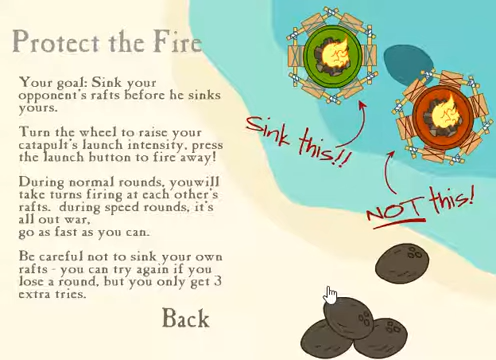 Protect the Fire
Your goal: Sink your
opponent's rafts before he sinks
yours.
Turn the wheel to raise your
catapult's launch intensity, press
the launch button to fire away!
During normal rounds, youwill
take turns firing at each other's
rafts. during speed rounds, it's
all out war,
go as fast as you can.
Be careful not to sink your own
rafts - you can try again if you
lose a round, but you only get 3
extra tries.
Back
Sink this!!
NOT this!